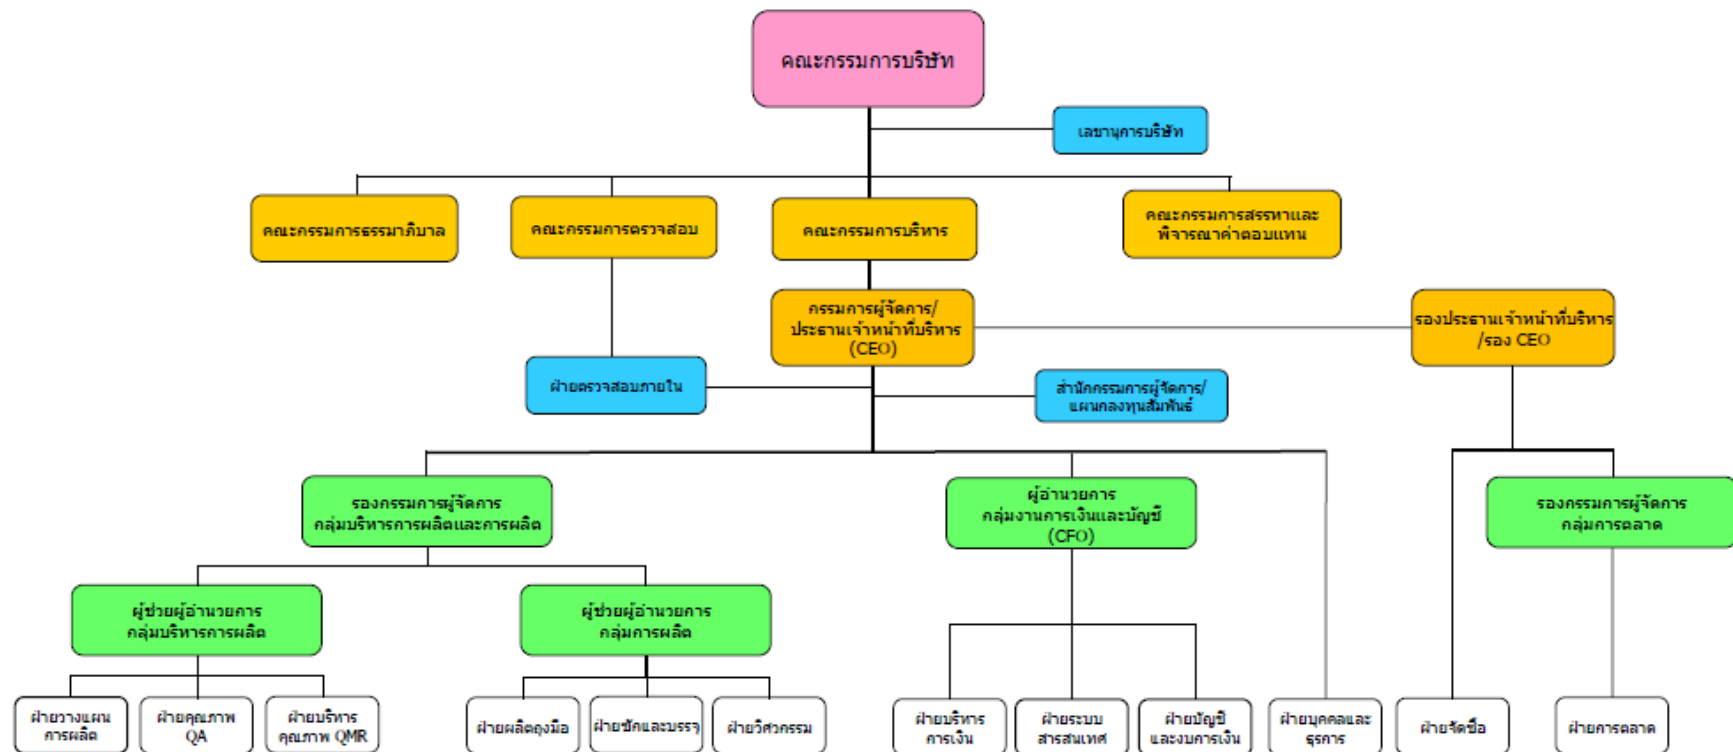 คณะกรรมการบริษัท
เลขานุการบริษัท
คณะกรรมการธรรมาภิบาล
คณะกรรมการตรวจสอบ
คณะกรรมการบริหาร
คณะกรรมการสรรหาและ
พิจารณาค่าตอบแทน
กรรมการผู้จัดการ/
ประธานเจ้าหน้าที่บริหาร
(CEO)
รองประธานเจ้าหน้าที่บริหาร
/รอง CEO
ฝ่ายตรวจสอบภายใน
สำนักกรรมการผู้จัดการ/
แผนกลงทุนสัมพันธ์
รองกรรมการผู้จัดการ
กลุ่มบริหารการผลิตและการผลิต
ผู้อำนวยการ
กลุ่มงานการเงินและบัญชี
(CFO)
รองกรรมการผู้จัดการ
กลุ่มการตลาด
ผู้ช่วยผู้อำนวยการ
กลุ่มบริหารการผลิต
ผู้ช่วยผู้อำนวยการ
กลุ่มการผลิต
ฝ่ายวางแผน
การผลิต
ฝ่ายคุณภาพ
QA
ฝ่ายบริหาร
คุณภาพ QMR
ฝ่ายผลิตถุงมือ
ฝ่ายซักและบรรจุ
ฝ่ายวิศวกรรม
ฝ่ายบริหาร
การเงิน
ฝ่ายระบบ
สารสนเทศ
ฝ่ายบัญชี
และงบการเงิน
ฝ่ายบุคคลและ
ธุรการ
ฝ่ายจัดซื้อ
ฝ่ายการตลาด